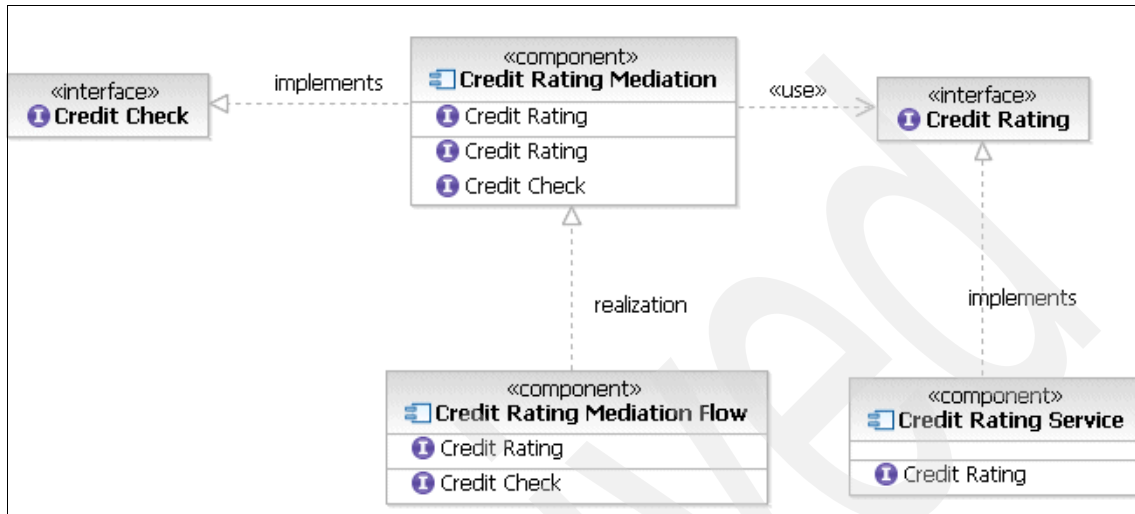 «interface»
Credit Check
implements
«component»
Credit Rating Mediation
Credit Rating
Credit Rating
Credit Check
«use»
«interface»
Credit Rating
realization
implements
«component»
Credit Rating Mediation Flow
Credit Rating
Credit Check
«component»
Credit Rating Service
Credit Rating